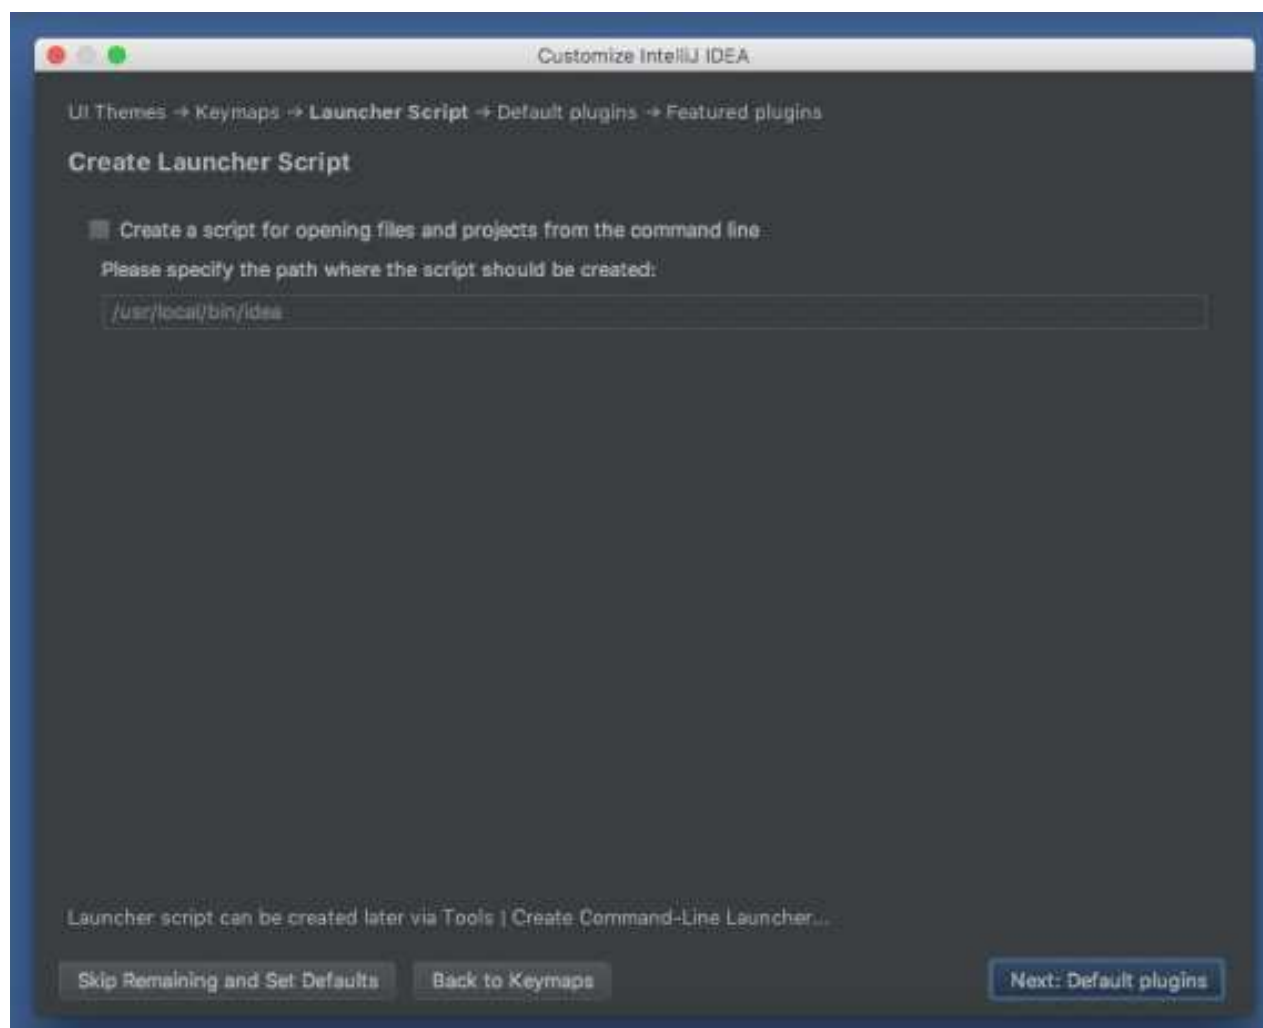 Customize IntelliJ IDEA
UI Themes → Keymaps → Launcher Script → Default plugins → Featured plugins
Create Launcher Script
Create a script for opening files and projects from the command line
Please specify the path where the script should be created:
/usr/local/bin/idea
Launcher script can be created later via Tools | Create Command-Line Launcher...
Skip Remaining and Set Defaults
Back to Keymaps
Next: Default plugins